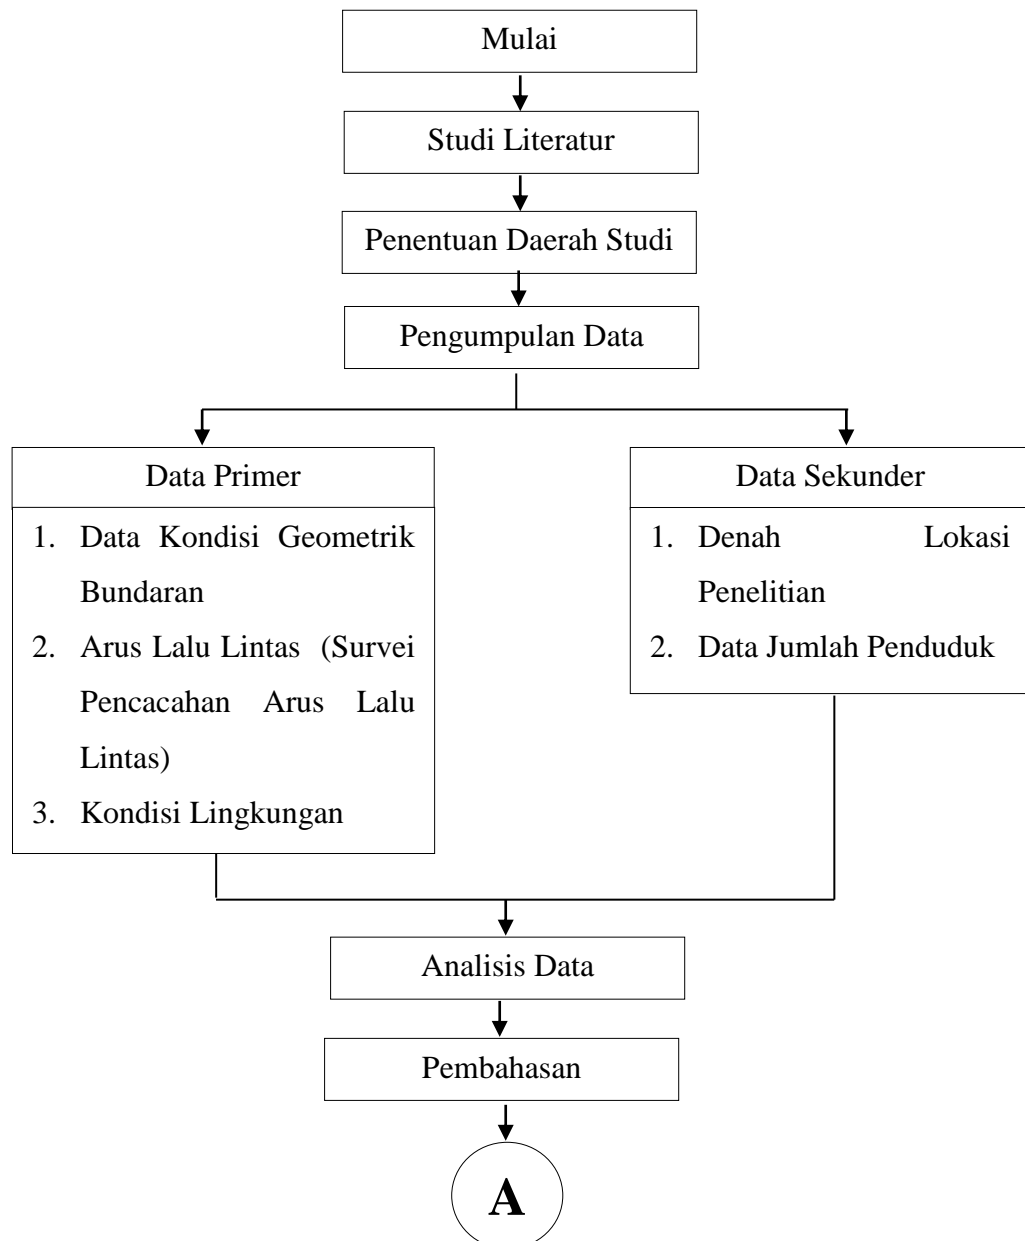 Mulai
Studi Literatur
Penentuan Daerah Studi
Pengumpulan Data
Data Primer
1. Data Kondisi Geometrik
Bundaran
2. Arus Lalu Lintas (Survei
Pencacahan Arus Lalu
Lintas)
3. Kondisi Lingkungan
Data Sekunder
1. Denah Lokasi
Penelitian
2. Data Jumlah Penduduk
Analisis Data
Pembahasan
A